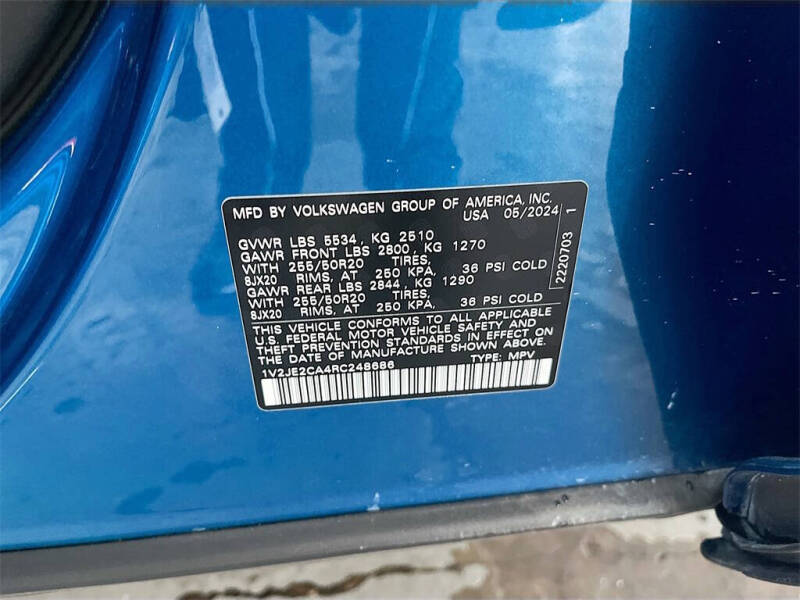 MFD BY VOLKSWAGEN GROUP OF AMERICA, INC.
USA 05/2024 1
GVWR LBS 5534, KG 2510
GAWR FRONT LBS 2800, KG 1270
WITH 255/50R20 TIRES,
8JX20 RIMS, AT 250 KPA, 36 PSI COLD
GAWR REAR LBS 2844, KG 1290
WITH 255/50R20 TIRES,
8JX20 RIMS, AT 250 KPA, 36 PSI COLD
2220703
THIS VEHICLE CONFORMS TO ALL APPLICABLE
U.S. FEDERAL MOTOR VEHICLE SAFETY AND
THEFT PREVENTION STANDARDS IN EFFECT ON
THE DATE OF MANUFACTURE SHOWN ABOVE.
1V2JE2CA4RC248686 TYPE: MPV